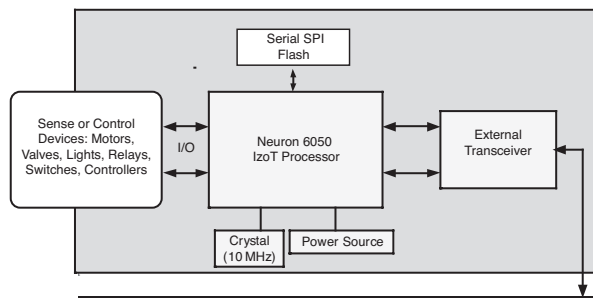 Serial SPI
Flash
Sense or Control
Devices: Motors,
Valves, Lights, Relays,
Switches, Controllers
I/O
Neuron 6050
IzoT Processor
External
Transceiver
Crystal
(10 MHz)
Power Source